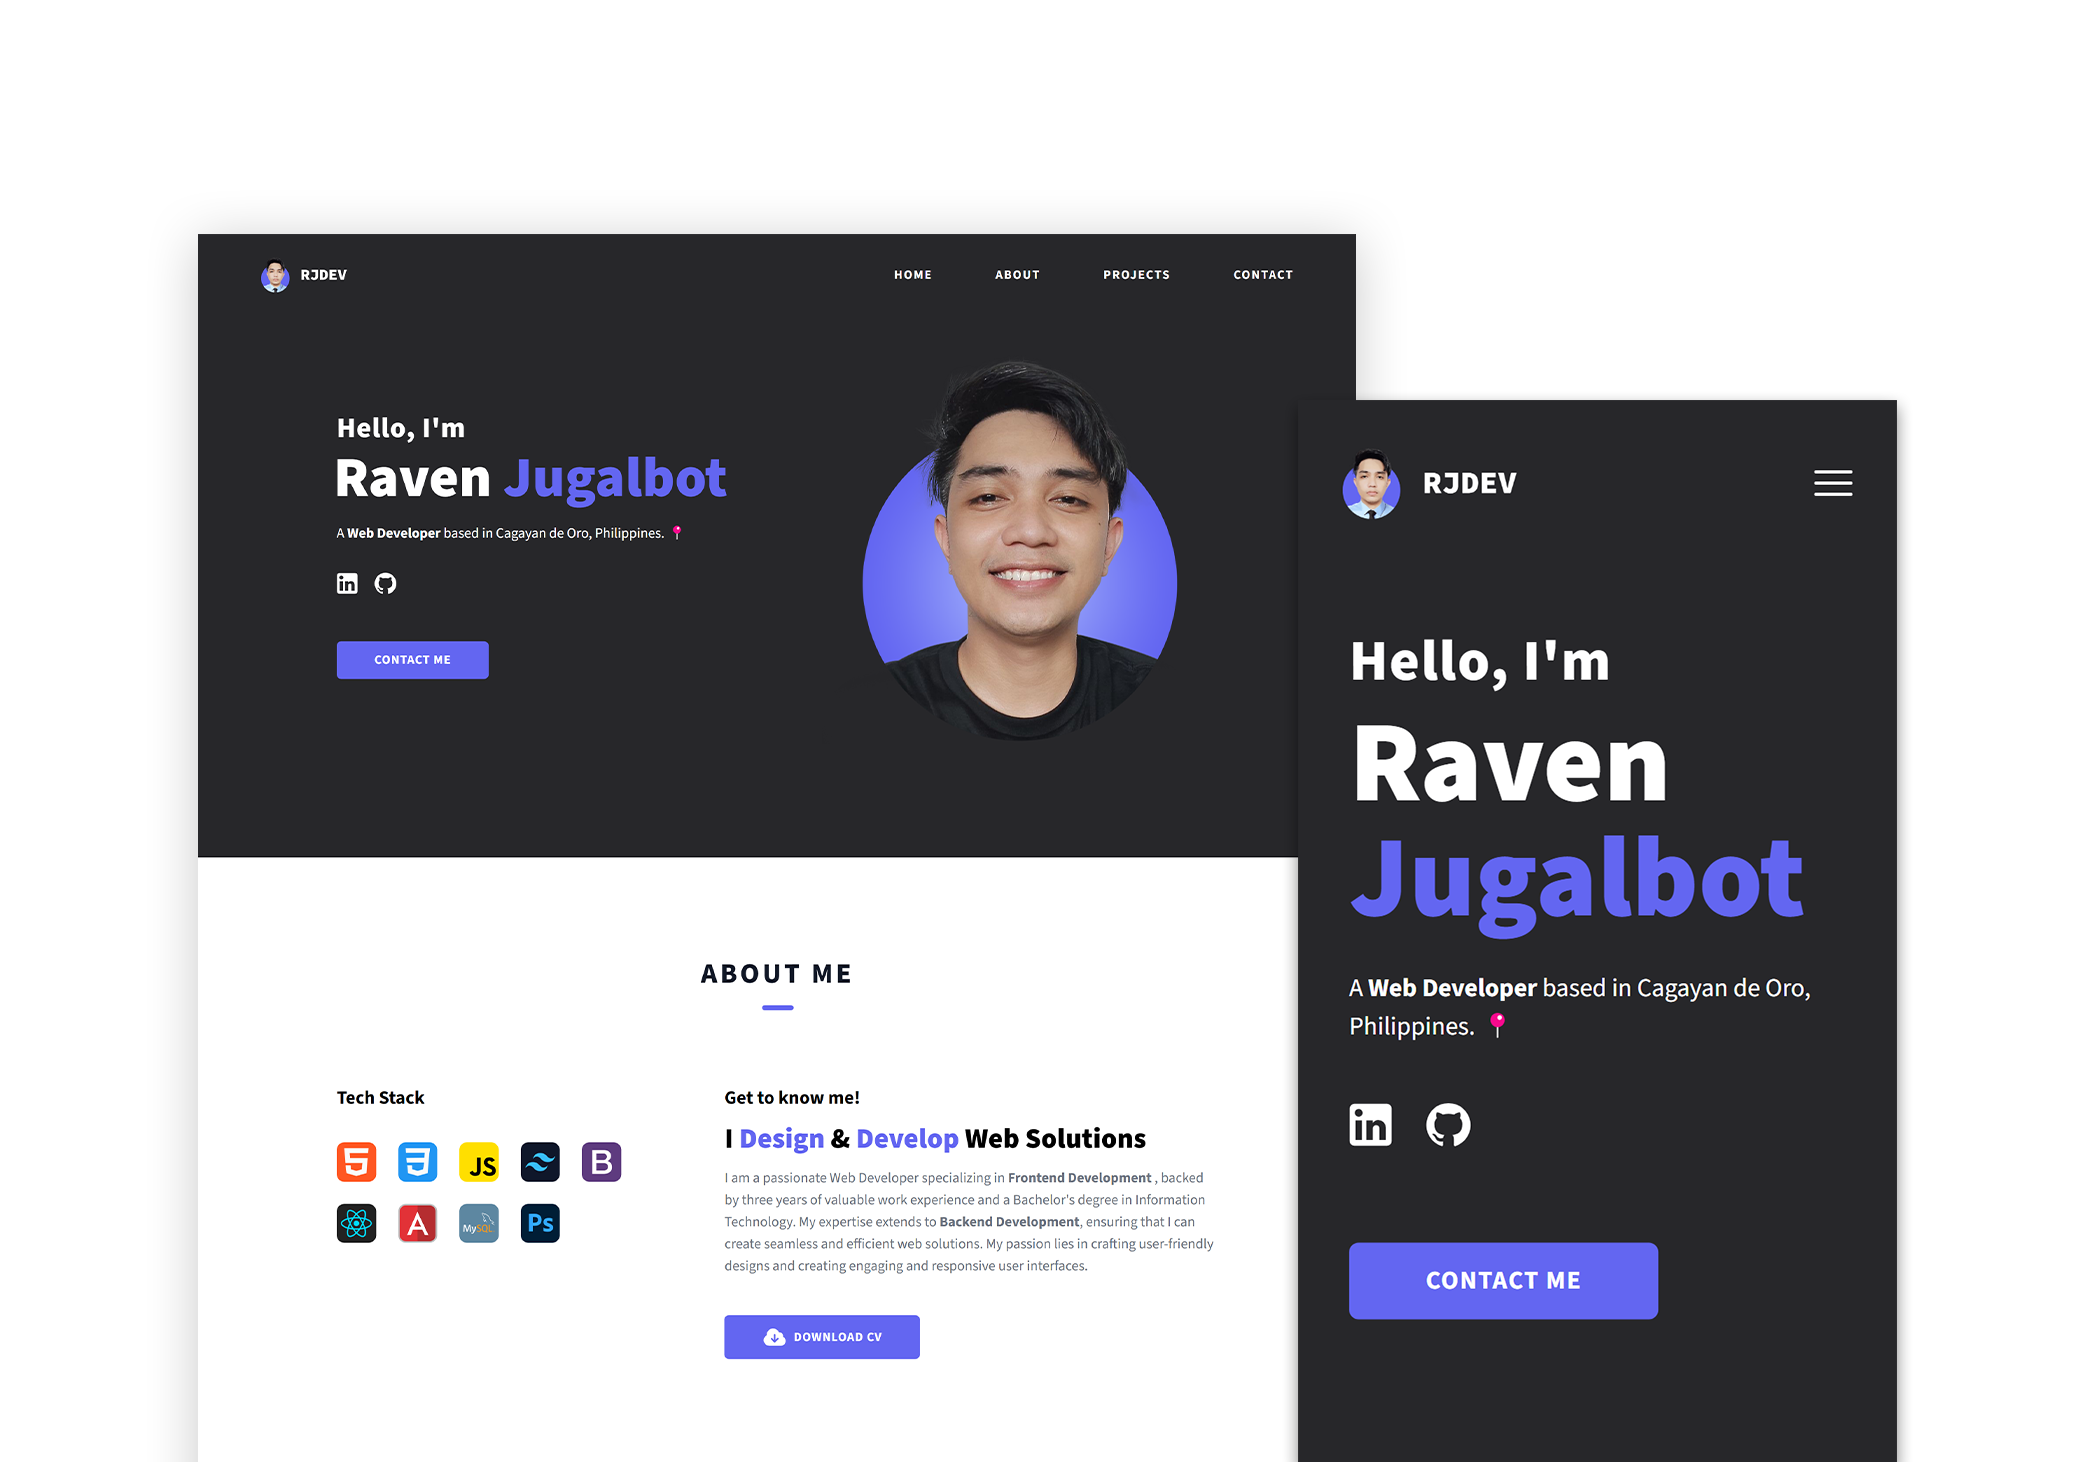 RJDEV
HOME ABOUT PROJECTS CONTACT
Hello, I'm
Raven Jugalbot
A Web Developer based in Cagayan de Oro, Philippines.
CONTACT ME
ABOUT ME
Tech Stack
JS
B
A
MySQL
Ps
Get to know me!
I Design & Develop Web Solutions
I am a passionate Web Developer specializing in Frontend Development , backed
by three years of valuable work experience and a Bachelor's degree in Information
Technology. My expertise extends to Backend Development, ensuring that I can
create seamless and efficient web solutions. My passion lies in crafting user-friendly
designs and creating engaging and responsive user interfaces.
DOWNLOAD CV
RJDEV
Hello, I'm
Raven
Jugalbot
A Web Developer based in Cagayan de Oro,
Philippines.
in
CONTACT ME